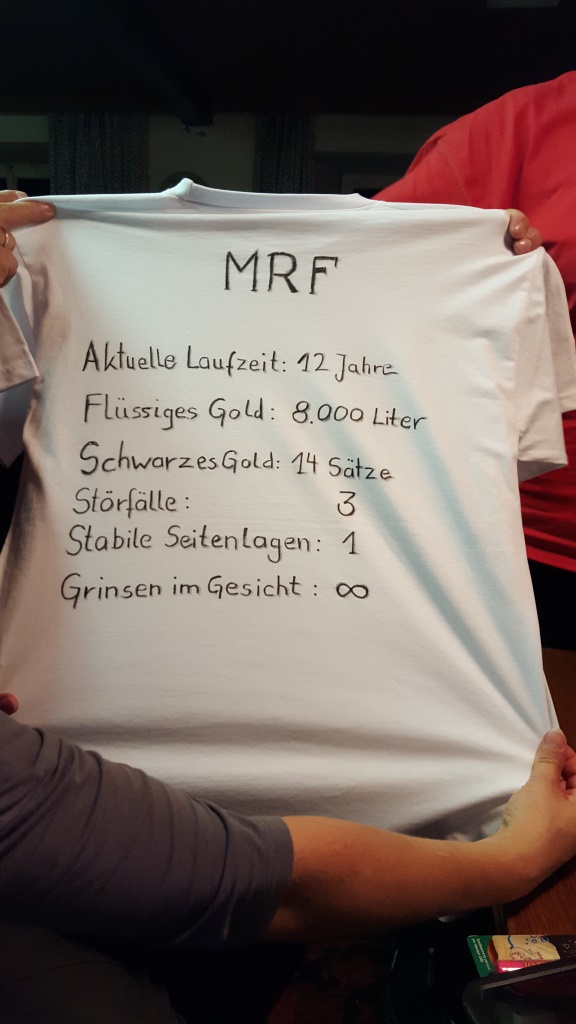 MRF
Aktuelle Laufzeit: 12 Jahre
Flüssiges Gold: 8.000 Liter
Schwarzes Gold: 14 Sätze
Störfälle: 3
Stabile Seitenlagen: 1
Grinsen im Gesicht: ∞